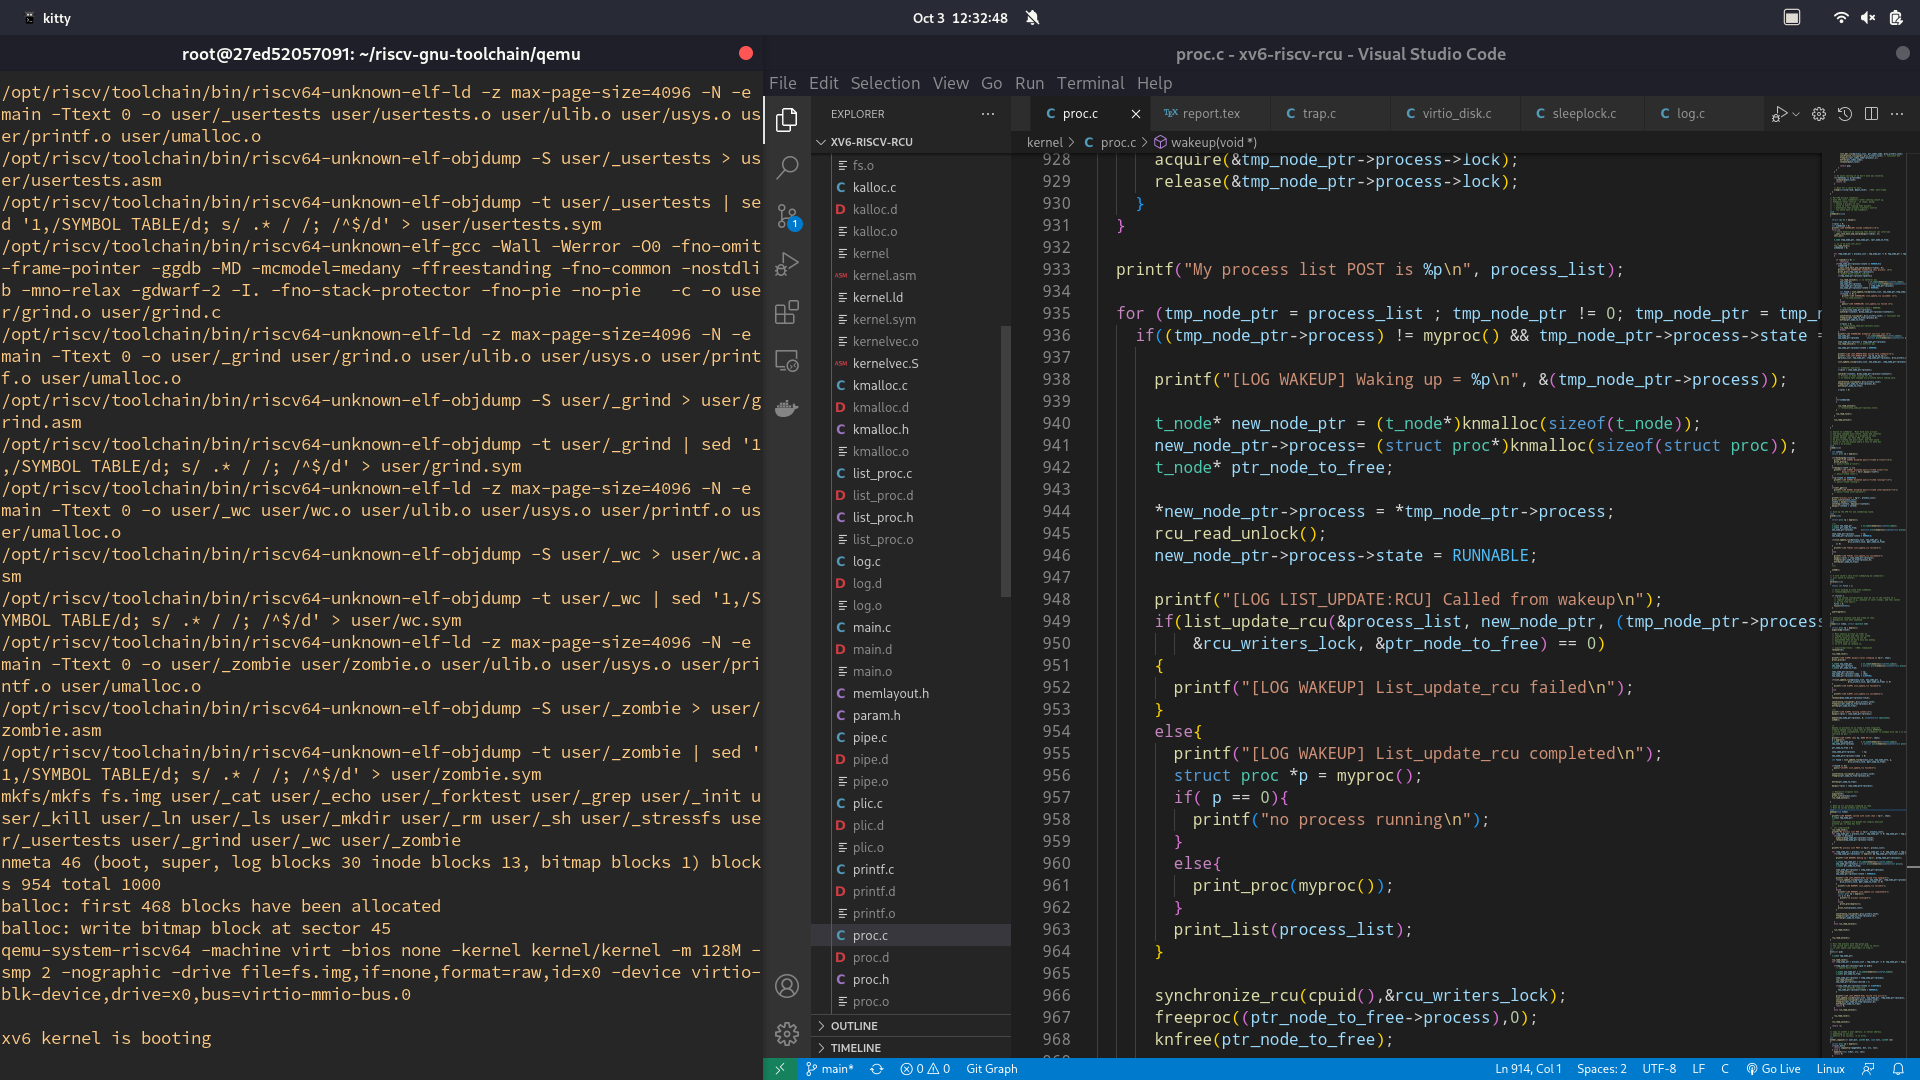 kitty
Oct 3 12:32:48
root@27ed52057091: ~/riscv-gnu-toolchain/qemu
/opt/riscv/toolchain/bin/riscv64-unknown-elf-ld -z max-page-size=4096 -N -e
main -Ttext 0 -o user/_usertests user/usertests.o user/ulib.o user/usys.o us
er/printf.o user/umalloc.o
/opt/riscv/toolchain/bin/riscv64-unknown-elf-objdump -S user/_usertests > us
er/usertests.asm
/opt/riscv/toolchain/bin/riscv64-unknown-elf-objdump -t user/_usertests | se
d '1,/SYMBOL TABLE/d; s/ .* / /; /^$/d' > user/usertests.sym
/opt/riscv/toolchain/bin/riscv64-unknown-elf-gcc -Wall -Werror -O0 -fno-omit
-frame-pointer -ggdb -MD -mcmodel=medany -ffreestanding -fno-common -nostdli
b -mno-relax -gdwarf-2 -I. -fno-stack-protector -fno-pie -no-pie   -c -o use
r/grind.o user/grind.c
/opt/riscv/toolchain/bin/riscv64-unknown-elf-ld -z max-page-size=4096 -N -e
main -Ttext 0 -o user/_grind user/grind.o user/ulib.o user/usys.o user/print
f.o user/umalloc.o
/opt/riscv/toolchain/bin/riscv64-unknown-elf-objdump -S user/_grind > user/g
rind.asm
/opt/riscv/toolchain/bin/riscv64-unknown-elf-objdump -t user/_grind | sed '1
,/SYMBOL TABLE/d; s/ .* / /; /^$/d' > user/grind.sym
/opt/riscv/toolchain/bin/riscv64-unknown-elf-ld -z max-page-size=4096 -N -e
main -Ttext 0 -o user/_wc user/wc.o user/ulib.o user/usys.o user/printf.o us
er/umalloc.o
/opt/riscv/toolchain/bin/riscv64-unknown-elf-objdump -S user/_wc > user/wc.a
sm
/opt/riscv/toolchain/bin/riscv64-unknown-elf-objdump -t user/_wc | sed '1,/S
YMBOL TABLE/d; s/ .* / /; /^$/d' > user/wc.sym
/opt/riscv/toolchain/bin/riscv64-unknown-elf-ld -z max-page-size=4096 -N -e
main -Ttext 0 -o user/_zombie user/zombie.o user/ulib.o user/usys.o user/pri
ntf.o user/umalloc.o
/opt/riscv/toolchain/bin/riscv64-unknown-elf-objdump -S user/_zombie > user/
zombie.asm
/opt/riscv/toolchain/bin/riscv64-unknown-elf-objdump -t user/_zombie | sed '
1,/SYMBOL TABLE/d; s/ .* / /; /^$/d' > user/zombie.sym
mkfs/mkfs fs.img user/_cat user/_echo user/_forktest user/_grep user/_init u
ser/_kill user/_ln user/_ls user/_mkdir user/_rm user/_sh user/_stressfs use
r/_usertests user/_grind user/_wc user/_zombie
nmeta 46 (boot, super, log blocks 30 inode blocks 13, bitmap blocks 1) block
s 954 total 1000
balloc: first 468 blocks have been allocated
balloc: write bitmap block at sector 45
qemu-system-riscv64 -machine virt -bios none -kernel kernel/kernel -m 128M -
smp 2 -nographic -drive file=fs.img,if=none,format=raw,id=x0 -device virtio-
blk-device,drive=x0,bus=virtio-mmio-bus.0
xv6 kernel is booting
proc.c - xv6-riscv-rcu - Visual Studio Code
File Edit Selection View Go Run Terminal Help
1
EXPLORER
XV6-RISCV-RCU
fs.o
C kalloc.c
D kalloc.d
kalloc.o
kernel
ASM kernel.asm
kernel.ld
kernel.sym
kernelvec.o
ASM kernelvec.S
C kmalloc.c
D kmalloc.d
C kmalloc.h
kmalloc.o
C list_proc.c
D list_proc.d
C list_proc.h
list_proc.o
C log.c
D log.d
log.o
C main.c
D main.d
main.o
C memlayout.h
C param.h
C pipe.c
D pipe.d
pipe.o
C plic.c
D plic.d
plic.o
C printf.c
D printf.d
printf.o
C proc.c
D proc.d
C proc.h
proc.o
OUTLINE
TIMELINE
C proc.c
TEX report.tex
C trap.c
C virtio_disk.c
C sleeplock.c
C log.c
kernel > C proc.c > wakeup(void *)
928 acquire(&tmp_node_ptr->process->lock);
929 release(&tmp_node_ptr->process->lock);
930 }
931 }
932
933 printf("My process list POST is %p\n", process_list);
934
935 for (tmp_node_ptr = process_list ; tmp_node_ptr != 0; tmp_node_ptr = tmp_n
936 if((tmp_node_ptr->process) != myproc() && tmp_node_ptr->process->state =
937
938 printf("[LOG WAKEUP] Waking up = %p\n", &(tmp_node_ptr->process));
939
940 t_node* new_node_ptr = (t_node*)knmalloc(sizeof(t_node));
941 new_node_ptr->process= (struct proc*)knmalloc(sizeof(struct proc));
942 t_node* ptr_node_to_free;
943
944 *new_node_ptr->process = *tmp_node_ptr->process;
945 rcu_read_unlock();
946 new_node_ptr->process->state = RUNNABLE;
947
948 printf("[LOG LIST_UPDATE:RCU] Called from wakeup\n");
949 if(list_update_rcu(&process_list, new_node_ptr, (tmp_node_ptr->process
950 &rcu_writers_lock, &ptr_node_to_free) == 0)
951 {
952 printf("[LOG WAKEUP] List_update_rcu failed\n");
953 }
954 else{
955 printf("[LOG WAKEUP] List_update_rcu completed\n");
956 struct proc *p = myproc();
957 if( p == 0){
958 printf("no process running\n");
959 }
960 else{
961 print_proc(myproc());
962 }
963 print_list(process_list);
964 }
965
966 synchronize_rcu(cpuid(),&rcu_writers_lock);
967 freeproc((ptr_node_to_free->process),0);
968 knfree(ptr_node_to_free);
main* 0 0 Git Graph
Ln 914, Col 1 Spaces: 2 UTF-8 LF C Go Live Linux